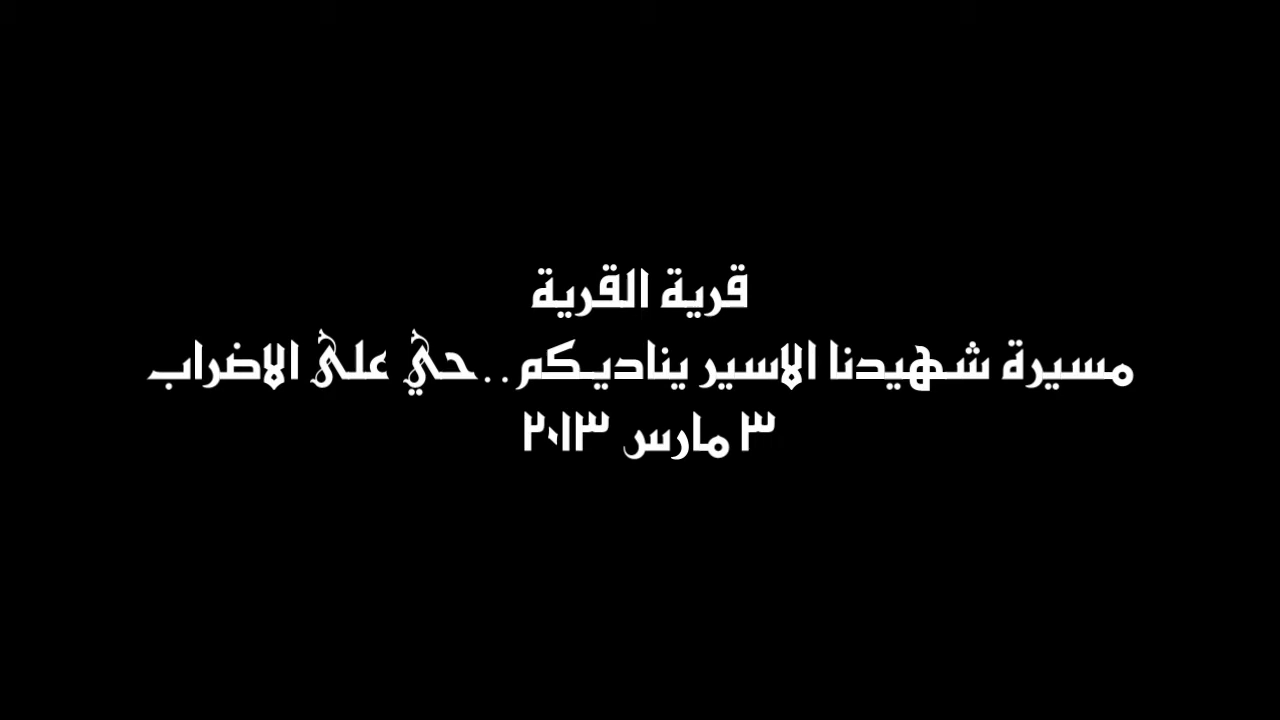 قرية القرية
مسيرة شهيدنا الاسير يناديكم..حي على الاضراب
٣ مارس ٢٠١٣